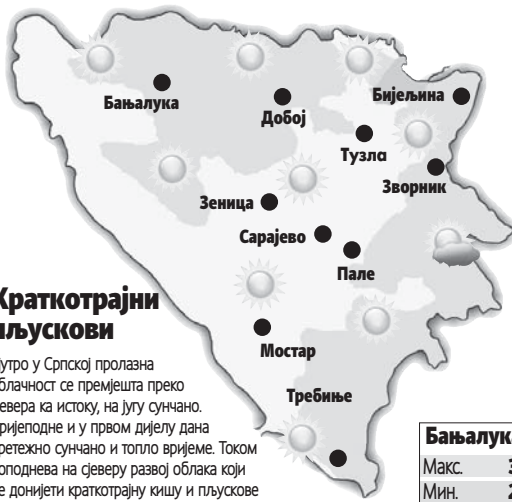 Бањалука
Добој
Бијељина
Тузла
Зворник
Зеница
Сарајево
Пале
Мостар
Требиње
Краткотрајни
пљускови
утро у Српској пролазна
блачност се премјешта преко
евера ка истоку, на југу сунчано.
ријеподне и у првом дијелу дана
ретежно сунчано и топло вријеме. Током
оподнева на сјеверу развој облака који
е донијети краткотрајну кишу и пљускове
Бањалука
Макс.
Мин.